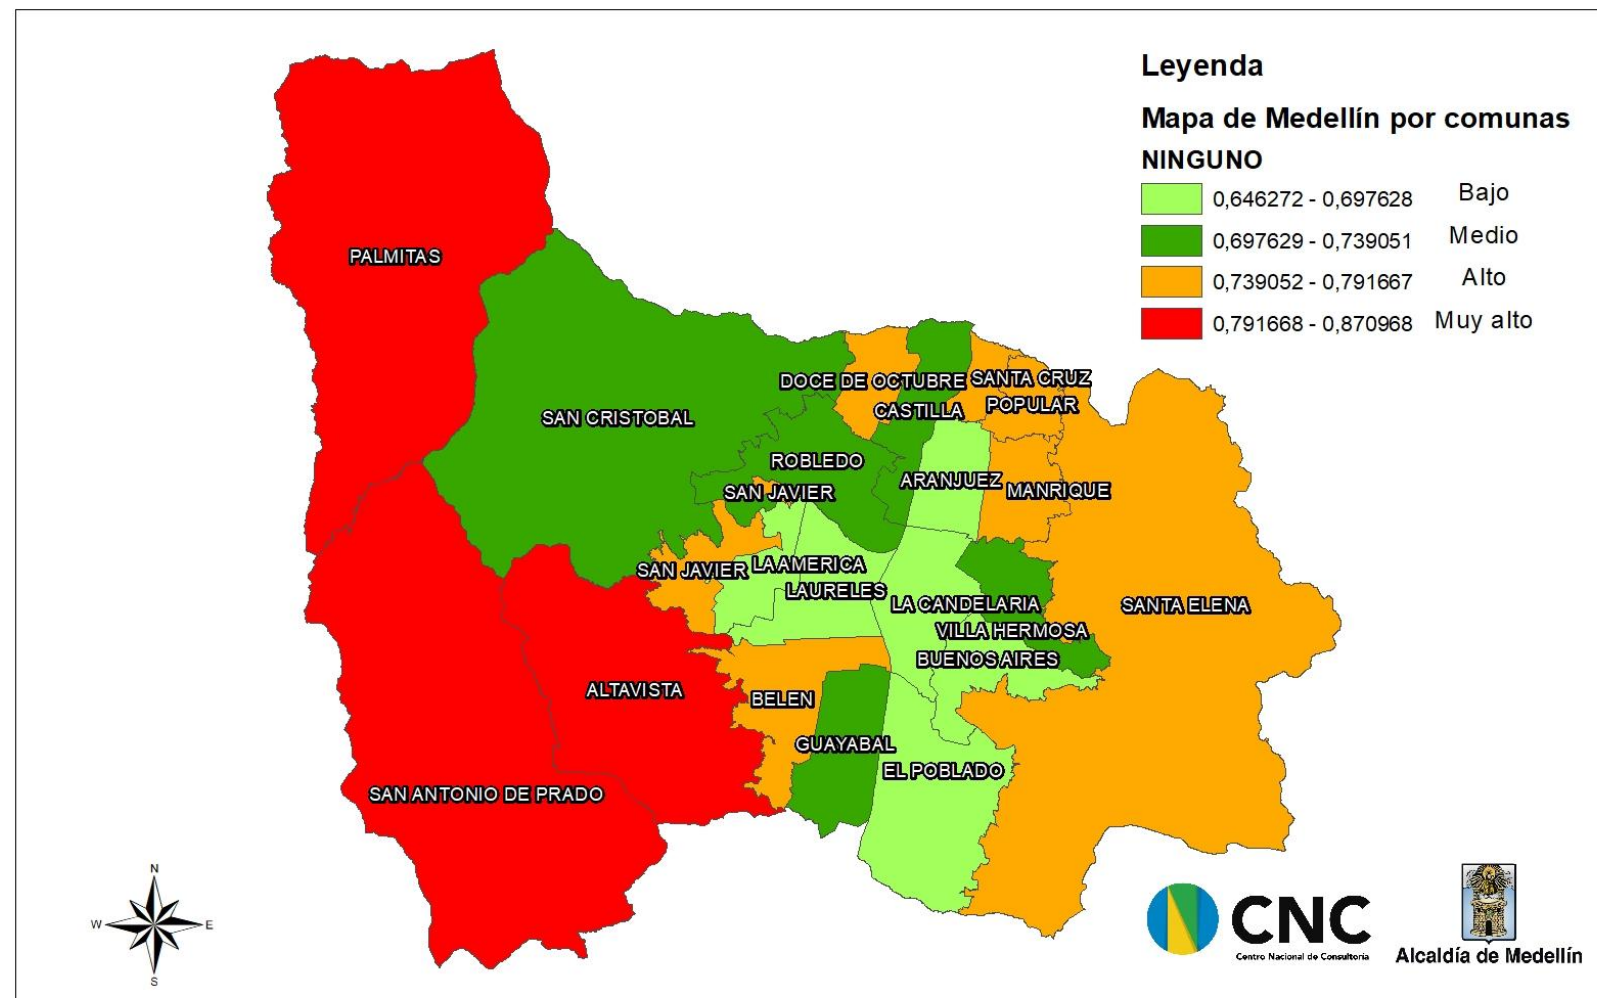 Leyenda
Mapa de Medellín por comunas
NINGUNO
0,646272 - 0,697628 Bajo
0,697629 - 0,739051 Medio
0,739052 - 0,791667 Alto
0,791668 - 0,870968 Muy alto
PALMITAS
SAN CRISTOBAL
DOCE DE OCTUBRE
SANTA CRUZ
CASTILLA
POPULAR
ROBLEDO
SAN JAVIER
ARANJUEZ
MANRIQUE
SAN JAVIER
LA AMERICA
LAURELES
LA CANDELARIA
SANTA ELENA
VILLA HERMOSA
BUENOS AIRES
ALTAVISTA
BELEN
GUAYABAL
EL POBLADO
SAN ANTONIO DE PRADO
N
W E
S
CNC
Centro Nacional de Consultoría
Alcaldía de Medellín